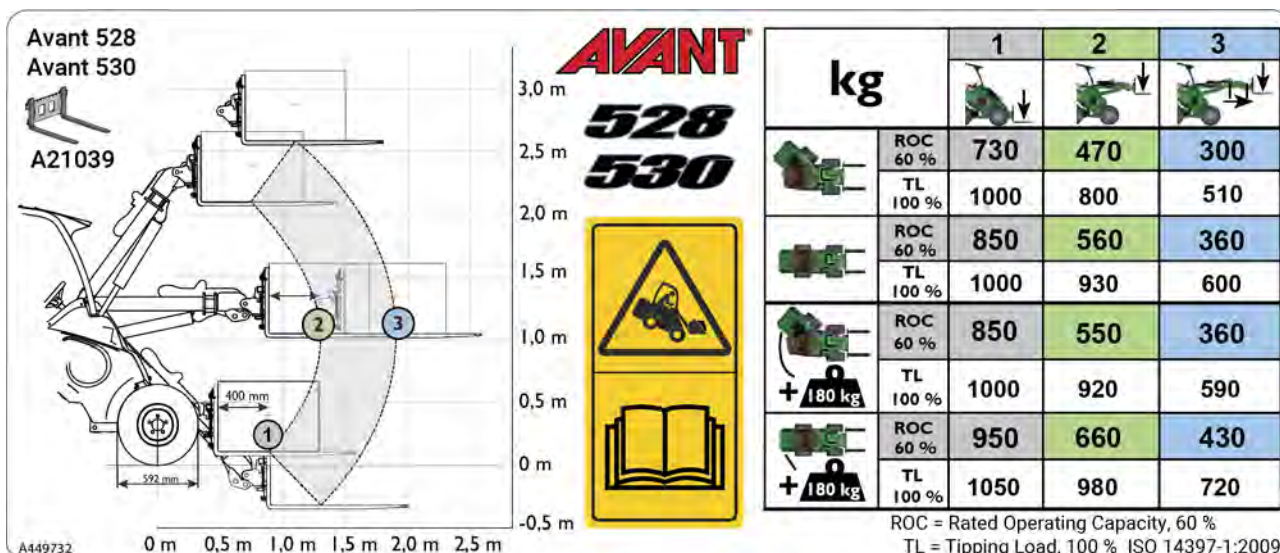 Avant 528
Avant 530
A21039
3,0 m
2,5 m
2,0 m
1,5 m
1,0 m
0,5 m
0 m
-0,5 m
2
3
400 mm
1
592 mm
A449732
0 m 0,5 m 1,0 m 1,5 m 2,0 m 2,5 m
AVANT®
528
530
kg
1 2 3
ROC 60 % 730 470 300
TL 100 % 1000 800 510
ROC 60 % 850 560 360
TL 100 % 1000 930 600
ROC 60 % 850 550 360
+ 180 kg TL 100 % 1000 920 590
ROC 60 % 950 660 430
+ 180 kg TL 100 % 1050 980 720
ROC = Rated Operating Capacity, 60 %
TL = Tipping Load, 100 % ISO 14397-1:2009